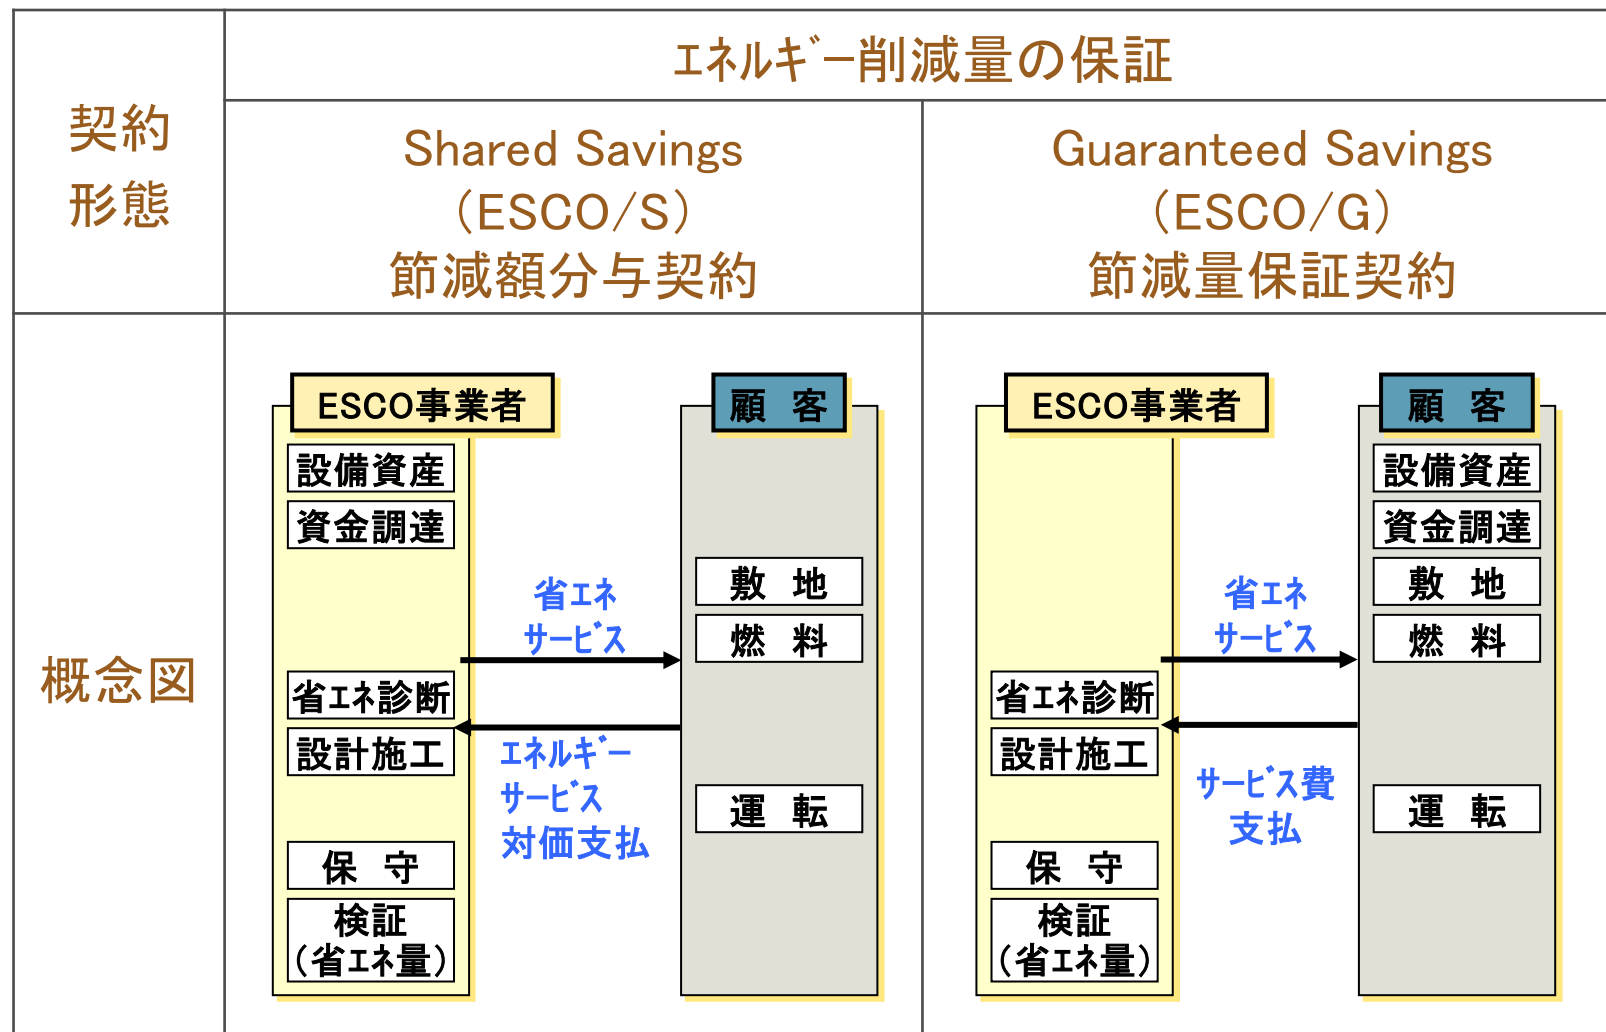 契約
形態
エネルギー削減量の保証
Shared Savings
(ESCO/S)
節減額分与契約
Guaranteed Savings
(ESCO/G)
節減量保証契約
概念図
ESCO事業者
設備資産
資金調達
省エネ診断
設計施工
保 守
検証
(省エネ量)
省エネ
サービス
エネルギー
サービス
対価支払
顧 客
敷 地
燃 料
運 転
ESCO事業者
省エネ診断
設計施工
保 守
検証
(省エネ量)
省エネ
サービス
サービス費
支払
顧 客
設備資産
資金調達
敷 地
燃 料
運 転